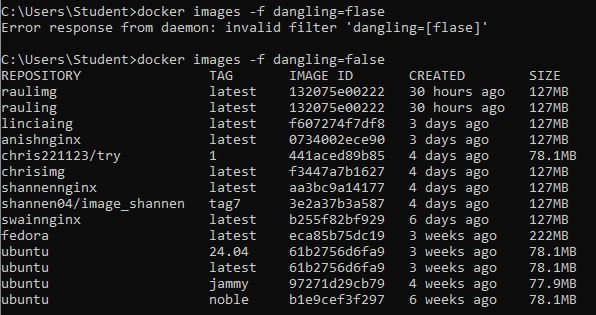 C:\Users\Student>docker images -f dangling=flase
Error response from daemon: invalid filter 'dangling=[flase]'
C:\Users\Student>docker images -f dangling=false
REPOSITORY TAG IMAGE ID CREATED SIZE
raulimg latest 132075e00222 30 hours ago 127MB
rauling latest 132075e00222 30 hours ago 127MB
linciaing latest f607274f7df8 3 days ago 127MB
anishnginx latest 0734002ece90 3 days ago 127MB
chris221123/try 1 441aced89b85 4 days ago 78.1MB
chrisimg latest f3447a7b1627 4 days ago 127MB
shannennginx latest aa3bc9a14177 4 days ago 127MB
shannen04/image_shannen tag7 3e2a37b3a587 4 days ago 127MB
swainnginx latest b255f82bf929 6 days ago 127MB
fedora latest eca85b75dc19 3 weeks ago 222MB
ubuntu 24.04 61b2756d6fa9 3 weeks ago 78.1MB
ubuntu latest 61b2756d6fa9 3 weeks ago 78.1MB
ubuntu jammy 97271d29cb79 4 weeks ago 77.9MB
ubuntu noble b1e9cef3f297 6 weeks ago 78.1MB